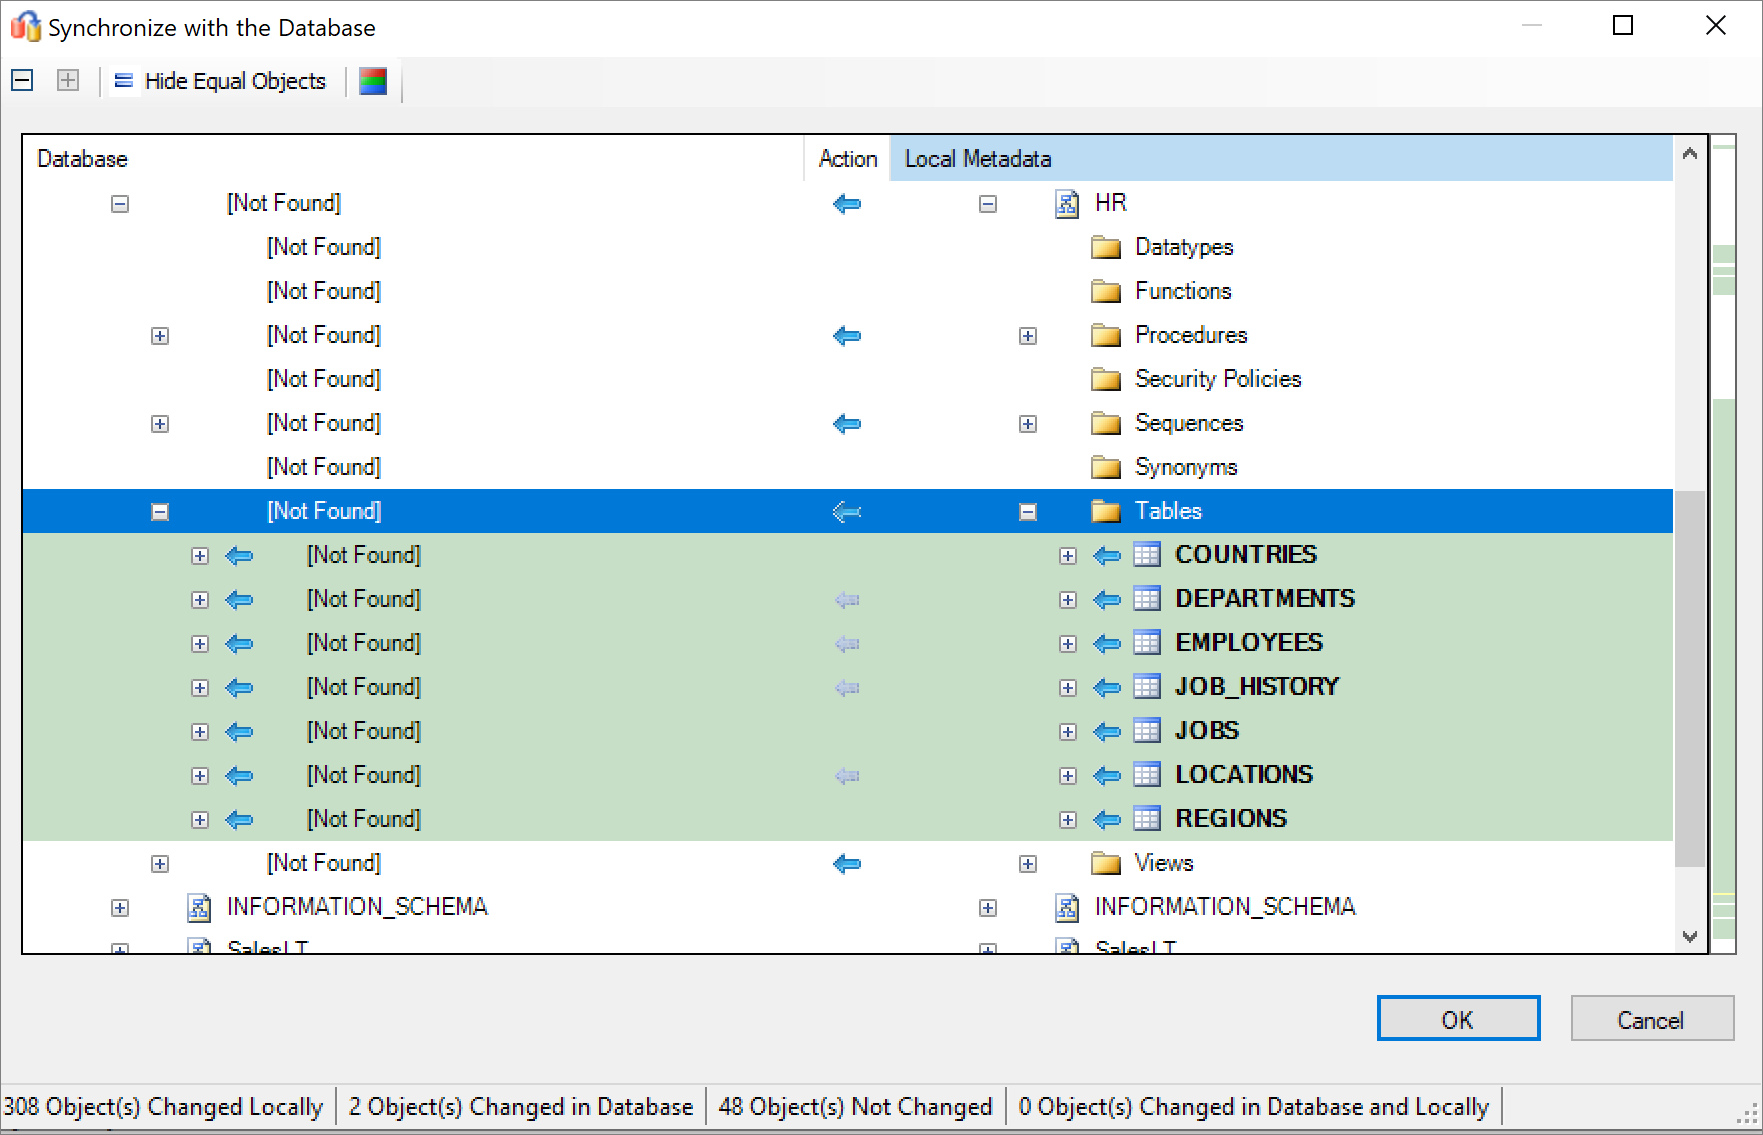 Synchronize with the Database
Hide Equal Objects
Database Action Local Metadata
[Not Found] HR
[Not Found] Datatypes
[Not Found] Functions
[Not Found] Procedures
[Not Found] Security Policies
[Not Found] Sequences
[Not Found] Synonyms
[Not Found] Tables
[Not Found] COUNTRIES
[Not Found] DEPARTMENTS
[Not Found] EMPLOYEES
[Not Found] JOB_HISTORY
[Not Found] JOBS
[Not Found] LOCATIONS
[Not Found] REGIONS
[Not Found] Views
INFORMATION_SCHEMA INFORMATION_SCHEMA
SalesLT SalesLT
OK Cancel
308 Object(s) Changed Locally 2 Object(s) Changed in Database 48 Object(s) Not Changed 0 Object(s) Changed in Database and Locally